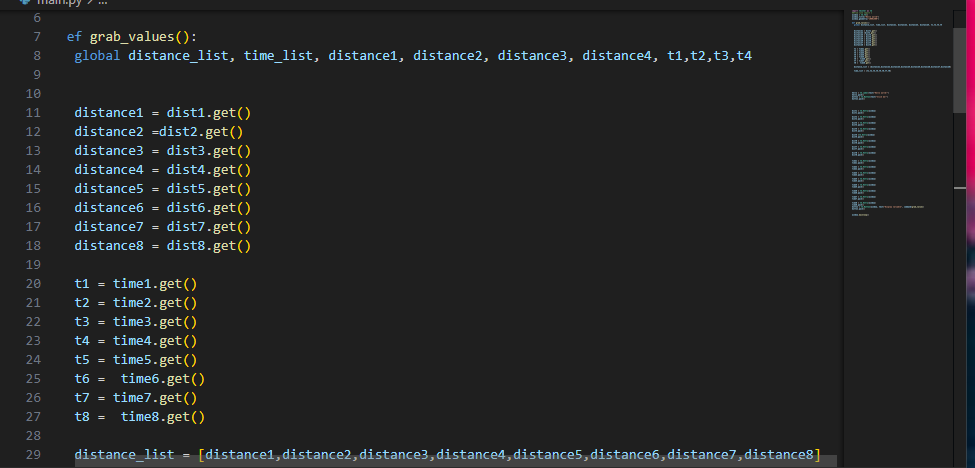 main.py > ...
6
7 ef grab_values():
8 global distance_list, time_list, distance1, distance2, distance3, distance4, t1,t2,t3,t4
9
10
11 distance1 = dist1.get()
12 distance2 =dist2.get()
13 distance3 = dist3.get()
14 distance4 = dist4.get()
15 distance5 = dist5.get()
16 distance6 = dist6.get()
17 distance7 = dist7.get()
18 distance8 = dist8.get()
19
20 t1 = time1.get()
21 t2 = time2.get()
22 t3 = time3.get()
23 t4 = time4.get()
24 t5 = time5.get()
25 t6 =  time6.get()
26 t7 = time7.get()
27 t8 =  time8.get()
28
29 distance_list = [distance1,distance2,distance3,distance4,distance5,distance6,distance7,distance8]